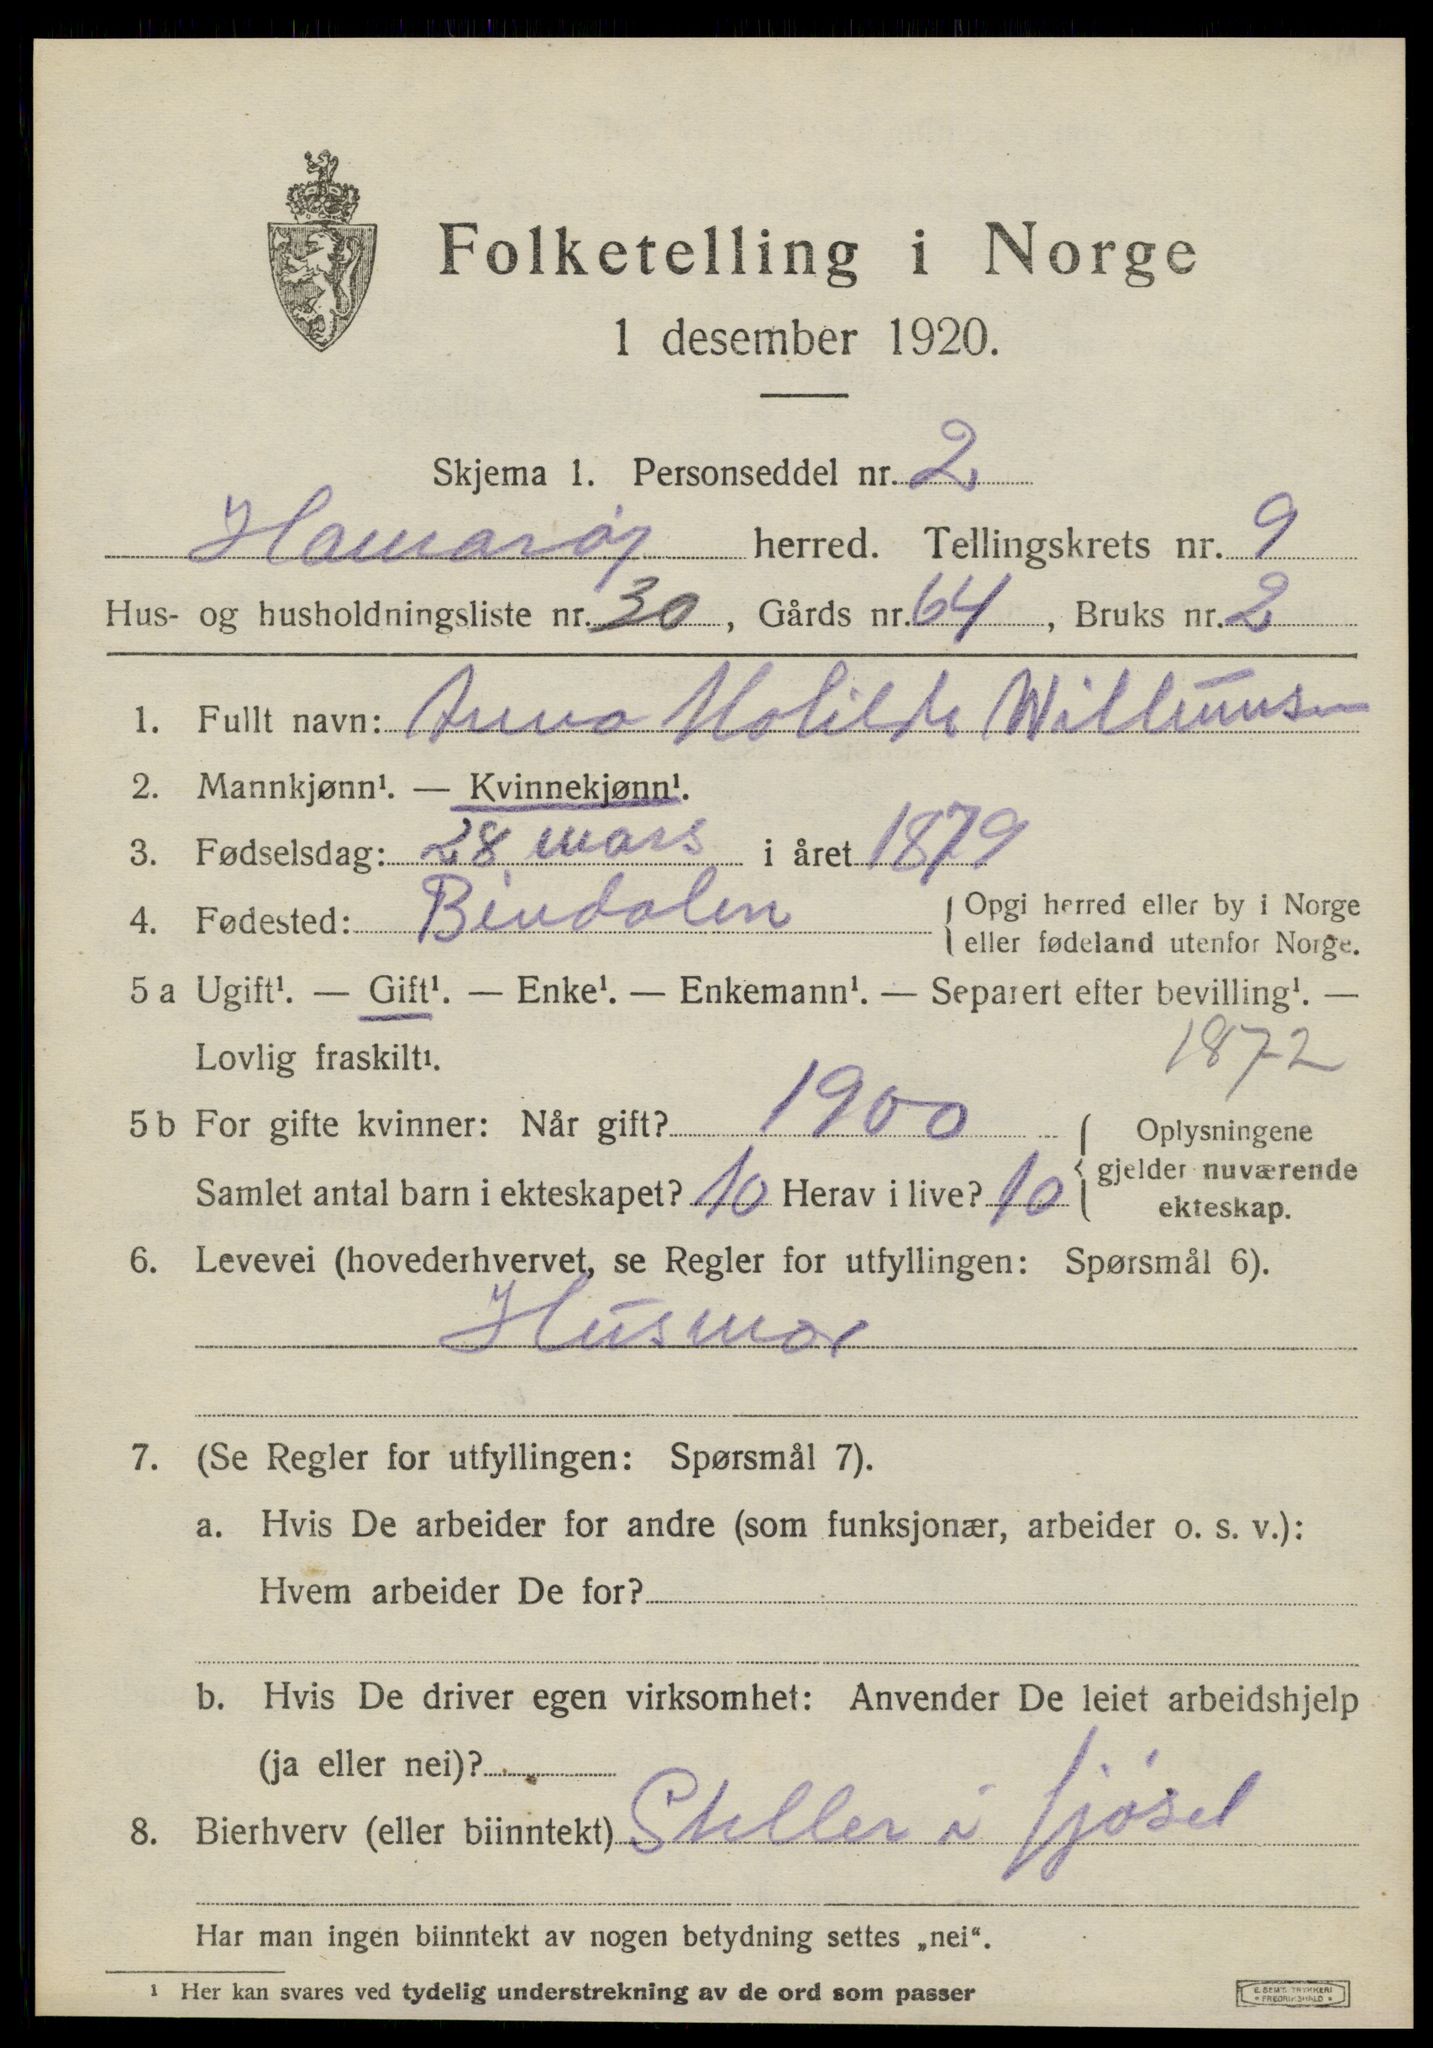 Folketelling i Norge
1 desember 1920.
Skjema 1. Personseddel nr. 2
Hamarøy herred. Tellingskrets nr. 9
Hus- og husholdningsliste nr. 30, Gårds nr. 64, Bruks nr. 2
1. Fullt navn: Anna Matilde Willumsen
2. Mannkjønn¹. — Kvinnekjønn¹.
3. Fødselsdag: 28 mars i året 1879
4. Fødested: Bindalen { Opgi herred eller by i Norge
eller fødeland utenfor Norge.
5 a Ugift¹. — Gift¹. — Enke¹. — Enkemann¹. — Separert efter bevilling¹. —
Lovlig fraskilt¹.
1872
5 b For gifte kvinner: Når gift? 1900
Samlet antal barn i ekteskapet? 10 Herav i live? 10
{ Oplysningene
gjelder nuværende
ekteskap.
6. Levevei (hovederhvervet, se Regler for utfyllingen: Spørsmål 6).
Husmor
7. (Se Regler for utfyllingen: Spørsmål 7).
a. Hvis De arbeider for andre (som funksjonær, arbeider o. s. v.):
Hvem arbeider De for?
b. Hvis De driver egen virksomhet: Anvender De leiet arbeidshjelp
(ja eller nei)?
8. Bierhverv (eller biinntekt) Steller i fjøset
Har man ingen biinntekt av nogen betydning settes „nei“.
¹ Her kan svares ved tydelig understrekning av de ord som passer
E. SEM'S TRYKKERI
FREDRIKSHALD